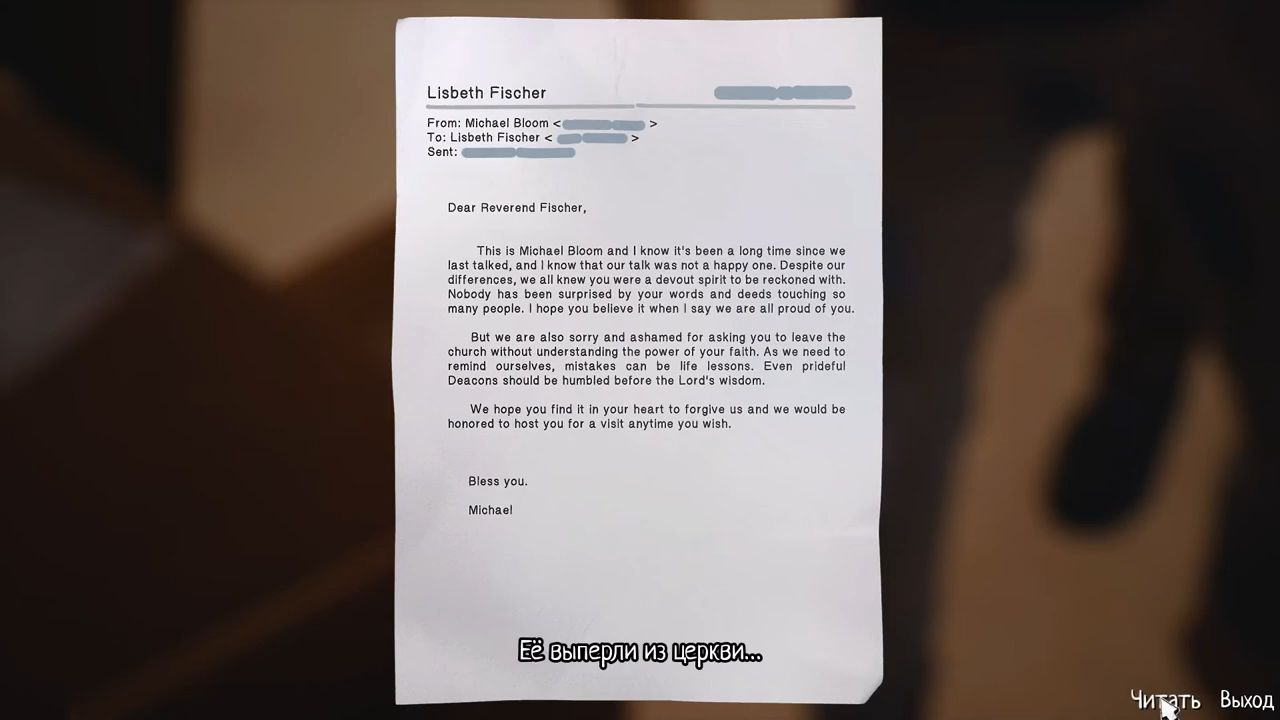 Lisbeth Fischer
From: Michael Bloom < >
To: Lisbeth Fischer < >
Sent:
Dear Reverend Fischer,
This is Michael Bloom and I know it's been a long time since we
last talked, and I know that our talk was not a happy one. Despite our
differences, we all knew you were a devout spirit to be reckoned with.
Nobody has been surprised by your words and deeds touching so
many people. I hope you believe it when I say we are all proud of you.
But we are also sorry and ashamed for asking you to leave the
church without understanding the power of your faith. As we need to
remind ourselves, mistakes can be life lessons. Even prideful
Deacons should be humbled before the Lord's wisdom.
We hope you find it in your heart to forgive us and we would be
honored to host you for a visit anytime you wish.
Bless you.
Michael
Её выперли из церкви...
Читать Выход